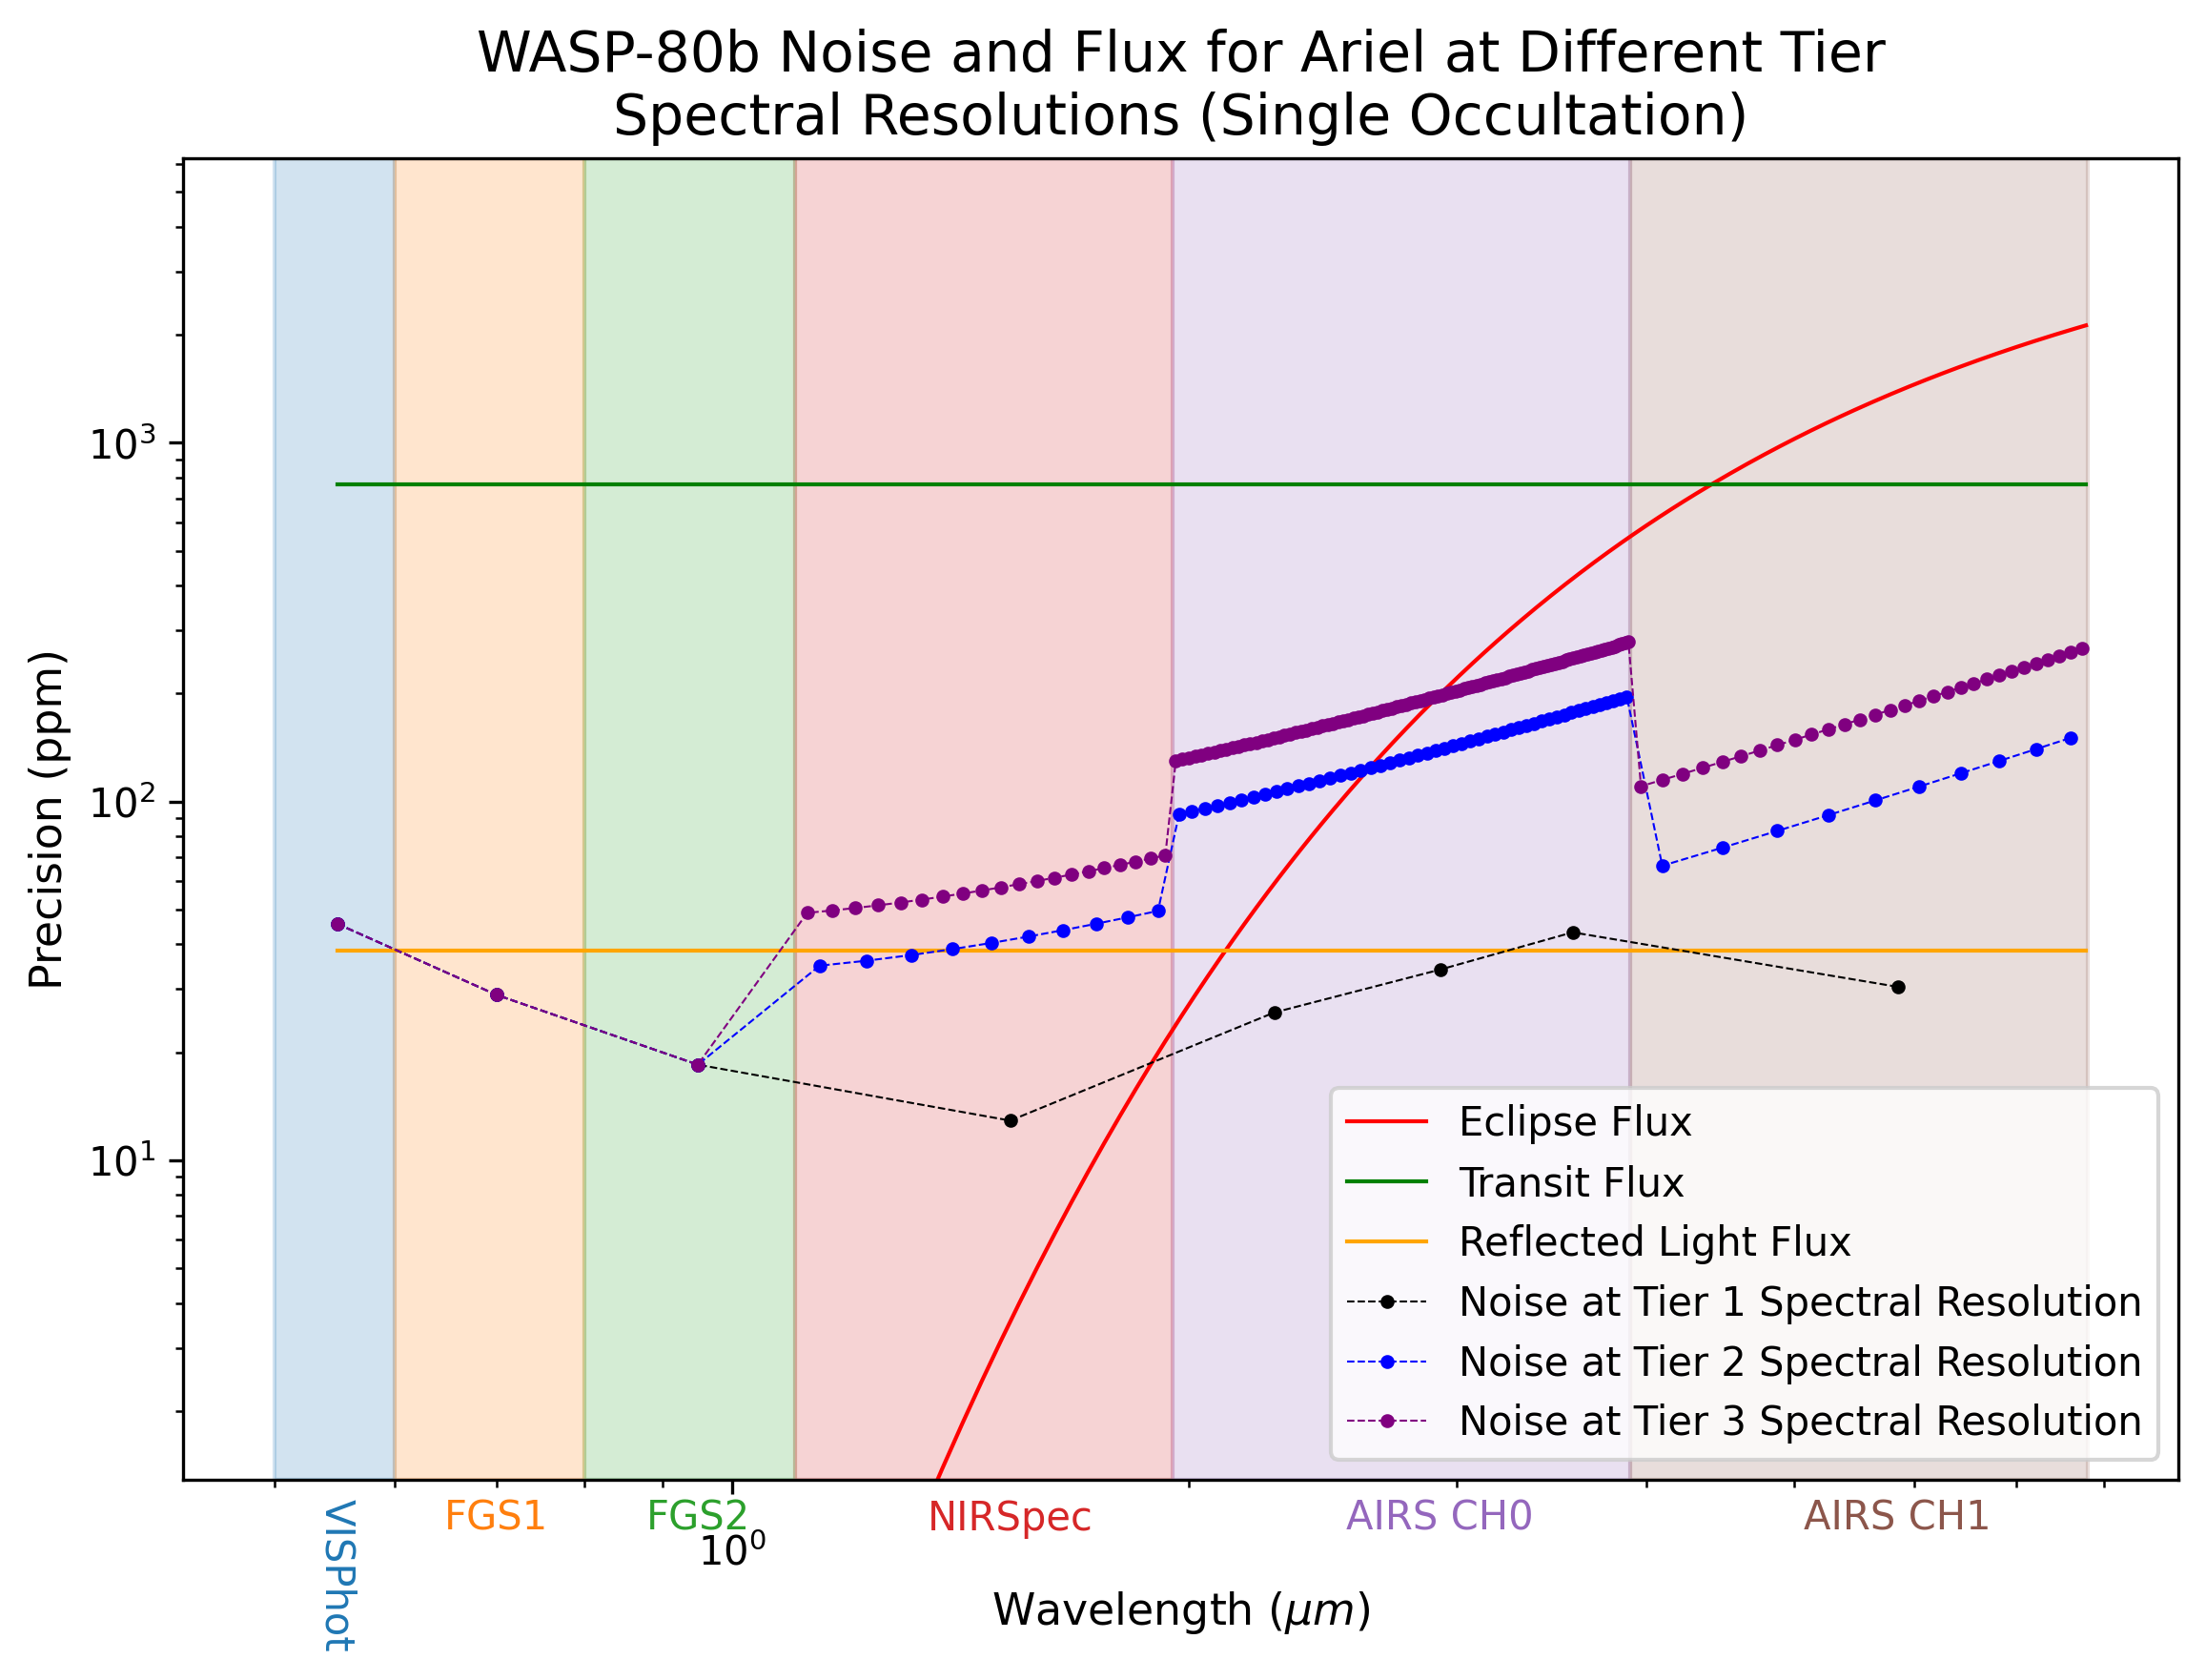 WASP-80b Noise and Flux for Ariel at Different Tier
Spectral Resolutions (Single Occultation)
Precision (ppm)
10³
10²
10¹
Eclipse Flux
Transit Flux
Reflected Light Flux
Noise at Tier 1 Spectral Resolution
Noise at Tier 2 Spectral Resolution
Noise at Tier 3 Spectral Resolution
VISPhot
FGS1
FGS2
NIRSpec
AIRS CH0
AIRS CH1
10⁰
Wavelength (μm)